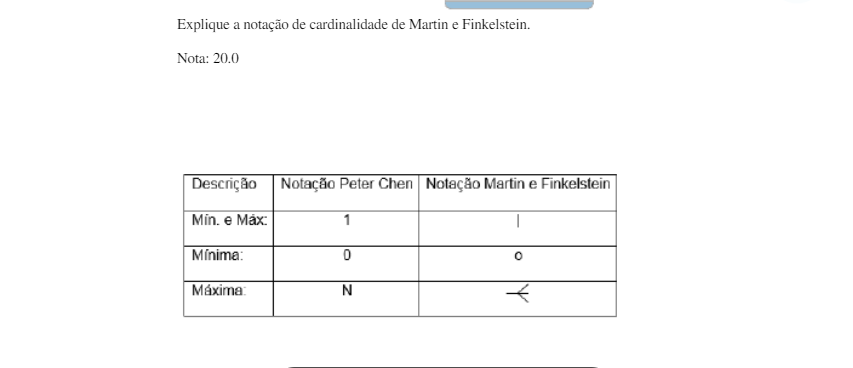 Explique a notação de cardinalidade de Martin e Finkelstein.
Nota: 20.0
Descrição Notação Peter Chen Notação Martin e Finkelstein
Mín. e Máx: 1 |
Mínima: 0 o
Máxima: N